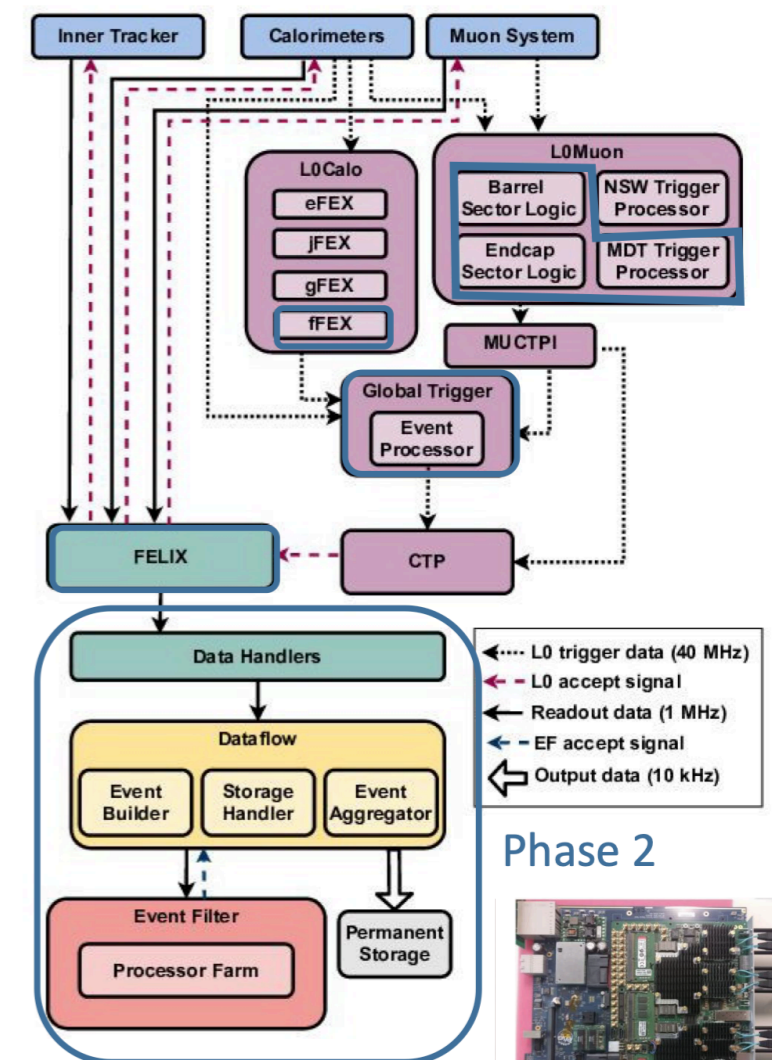 Inner Tracker
Calorimeters
Muon System
L0Calo
eFEX
jFEX
gFEX
fFEX
L0Muon
Barrel
Sector Logic
NSW Trigger
Processor
Endcap
Sector Logic
MDT Trigger
Processor
MUCTPI
Global Trigger
Event
Processor
FELIX
CTP
Data Handlers
Dataflow
Event
Builder
Storage
Handler
Event
Aggregator
Event Filter
Processor Farm
Permanent
Storage
L0 trigger data (40 MHz)
L0 accept signal
Readout data (1 MHz)
EF accept signal
Output data (10 kHz)
Phase 2